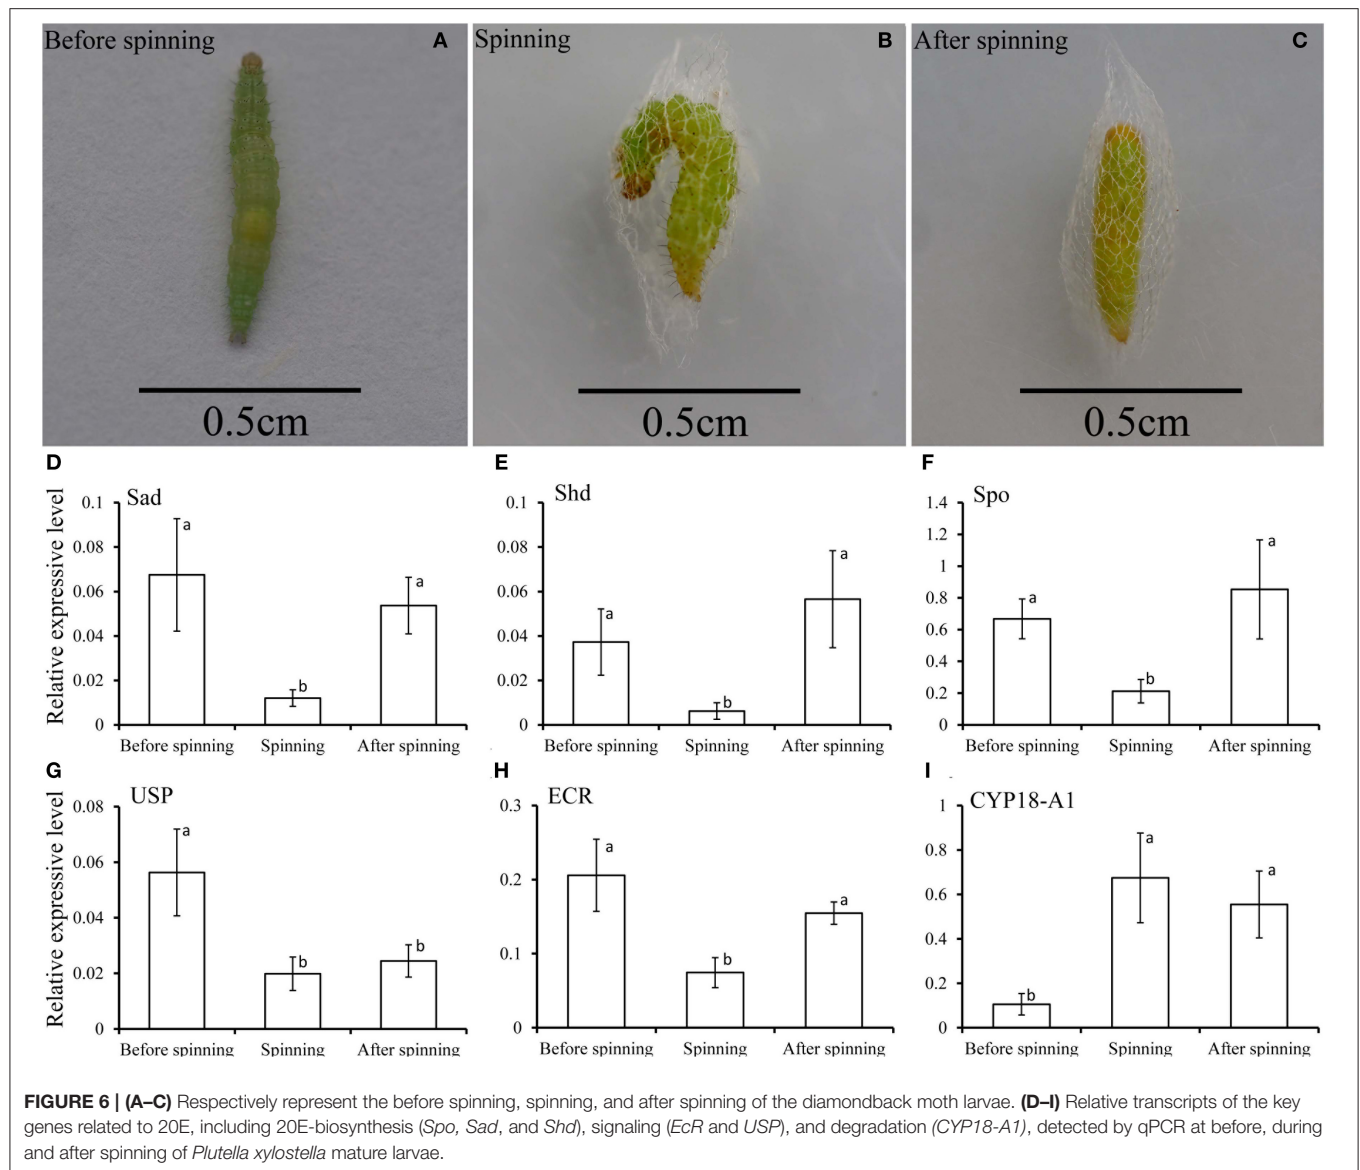 Before spinning A
Spinning B
After spinning C
0.5cm
0.5cm
0.5cm
D
Sad
Relative expressive level
0.1
0.08
0.06
0.04
0.02
0
a
b
a
Before spinning Spinning After spinning
E
Shd
0.1
0.08
0.06
0.04
0.02
0
a
b
a
Before spinning Spinning After spinning
F
Spo
1.4
1.2
1
0.8
0.6
0.4
0.2
0
a
b
a
Before spinning Spinning After spinning
G
USP
Relative expressive level
0.08
0.06
0.04
0.02
0
a
b
b
Before spinning Spinning After spinning
H
ECR
0.3
0.2
0.1
0
a
b
a
Before spinning Spinning After spinning
I
CYP18-A1
1
0.8
0.6
0.4
0.2
0
b
a
a
Before spinning Spinning After spinning
FIGURE 6 | (A–C) Respectively represent the before spinning, spinning, and after spinning of the diamondback moth larvae. (D–I) Relative transcripts of the key
genes related to 20E, including 20E-biosynthesis (Spo, Sad, and Shd), signaling (EcR and USP), and degradation (CYP18-A1), detected by qPCR at before, during
and after spinning of Plutella xylostella mature larvae.